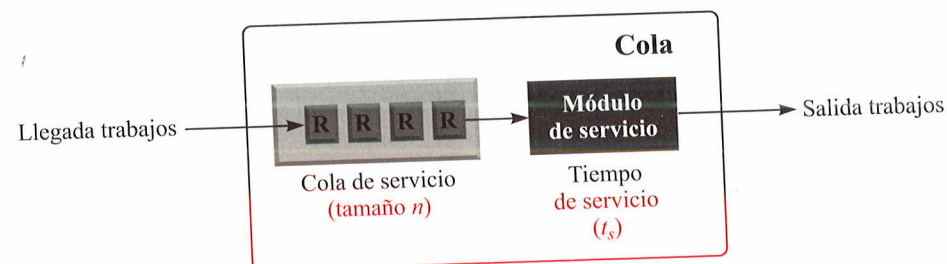 Cola
Llegada trabajos
R R R R
Módulo
de servicio
Salida trabajos
Cola de servicio
(tamaño n)
Tiempo
de servicio
(tₛ)